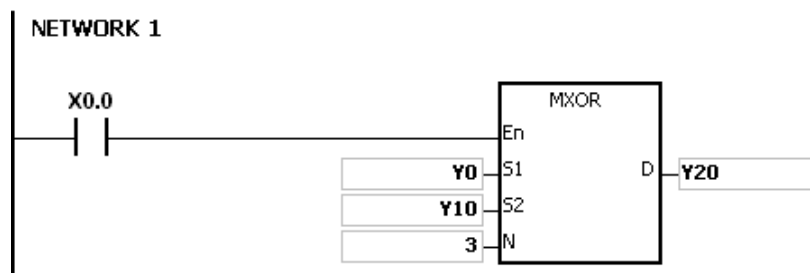 NETWORK 1
X0.0
MXOR
En
Y0 S1 D Y20
Y10 S2
3 N